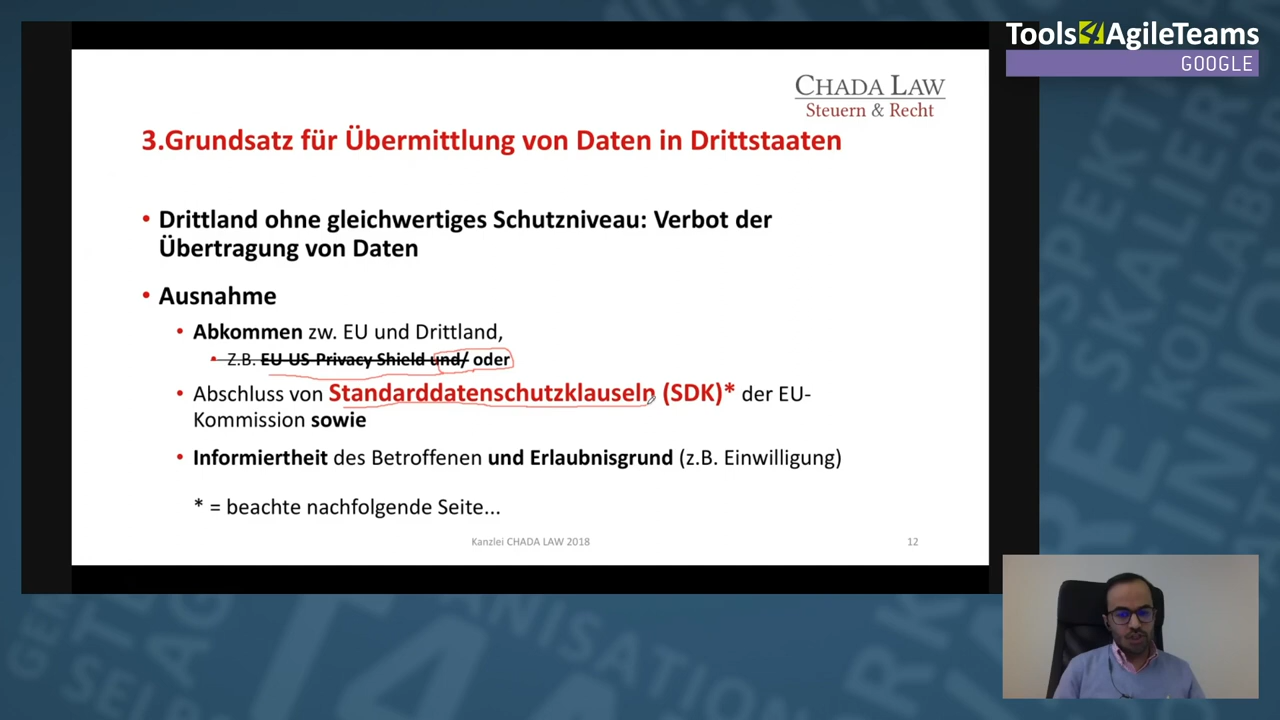 Tools4AgileTeams
GOOGLE
CHADA LAW
Steuern & Recht
3.Grundsatz für Übermittlung von Daten in Drittstaaten
• Drittland ohne gleichwertiges Schutzniveau: Verbot der
Übertragung von Daten
• Ausnahme
• Abkommen zw. EU und Drittland,
• Z.B. EU-US-Privacy Shield und/ oder
• Abschluss von Standarddatenschutzklauseln (SDK)* der EU-
Kommission sowie
• Informiertheit des Betroffenen und Erlaubnisgrund (z.B. Einwilligung)
* = beachte nachfolgende Seite...
Kanzlei CHADA LAW 2018
12